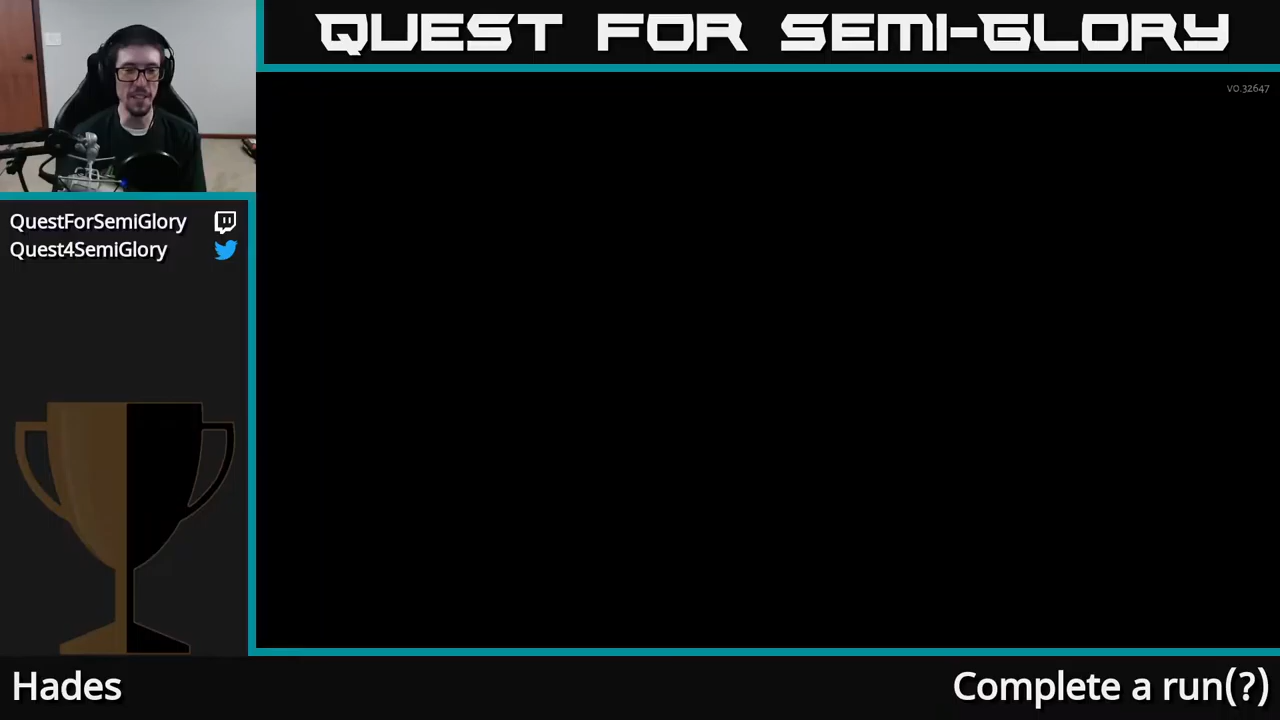 QUEST FOR SEMI-GLORY
V0.32647
QuestForSemiGlory
Quest4SemiGlory
Hades
Complete a run(?)